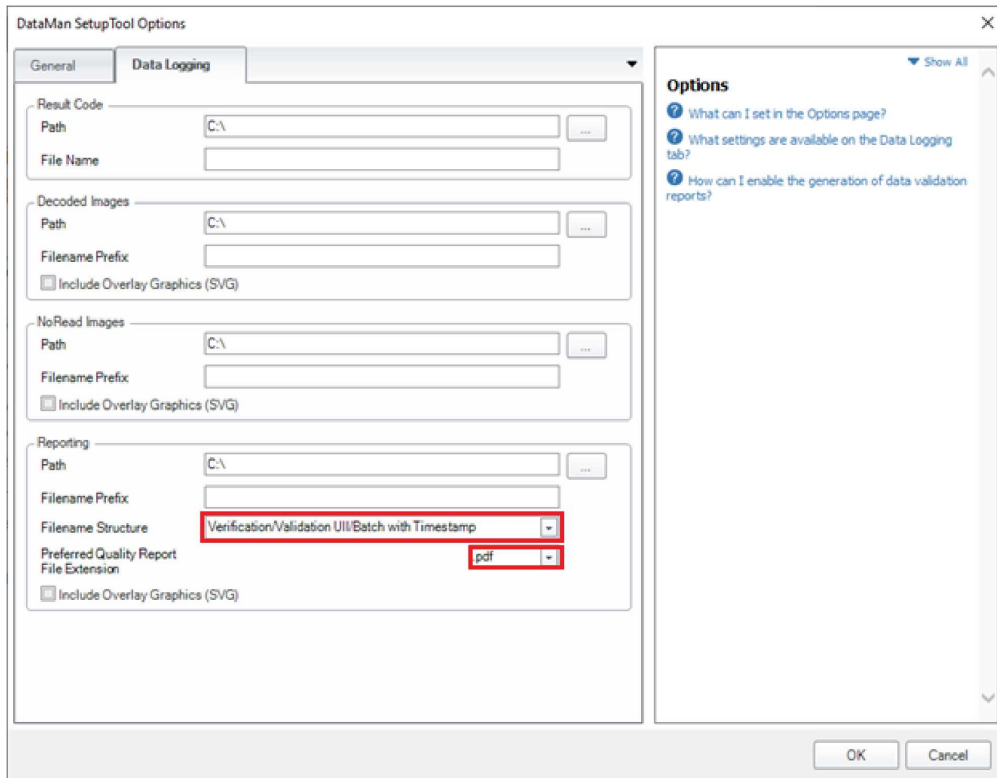 DataMan SetupTool Options
General
Data Logging
Result Code
Path
C:\
...
File Name
Decoded Images
Path
C:\
...
Filename Prefix
Include Overlay Graphics (SVG)
NoRead Images
Path
C:\
...
Filename Prefix
Include Overlay Graphics (SVG)
Reporting
Path
C:\
...
Filename Prefix
Filename Structure
Verification/Validation UII/Batch with Timestamp
Preferred Quality Report
File Extension
.pdf
Include Overlay Graphics (SVG)
Show All
Options
What can I set in the Options page?
What settings are available on the Data Logging
tab?
How can I enable the generation of data validation
reports?
OK
Cancel